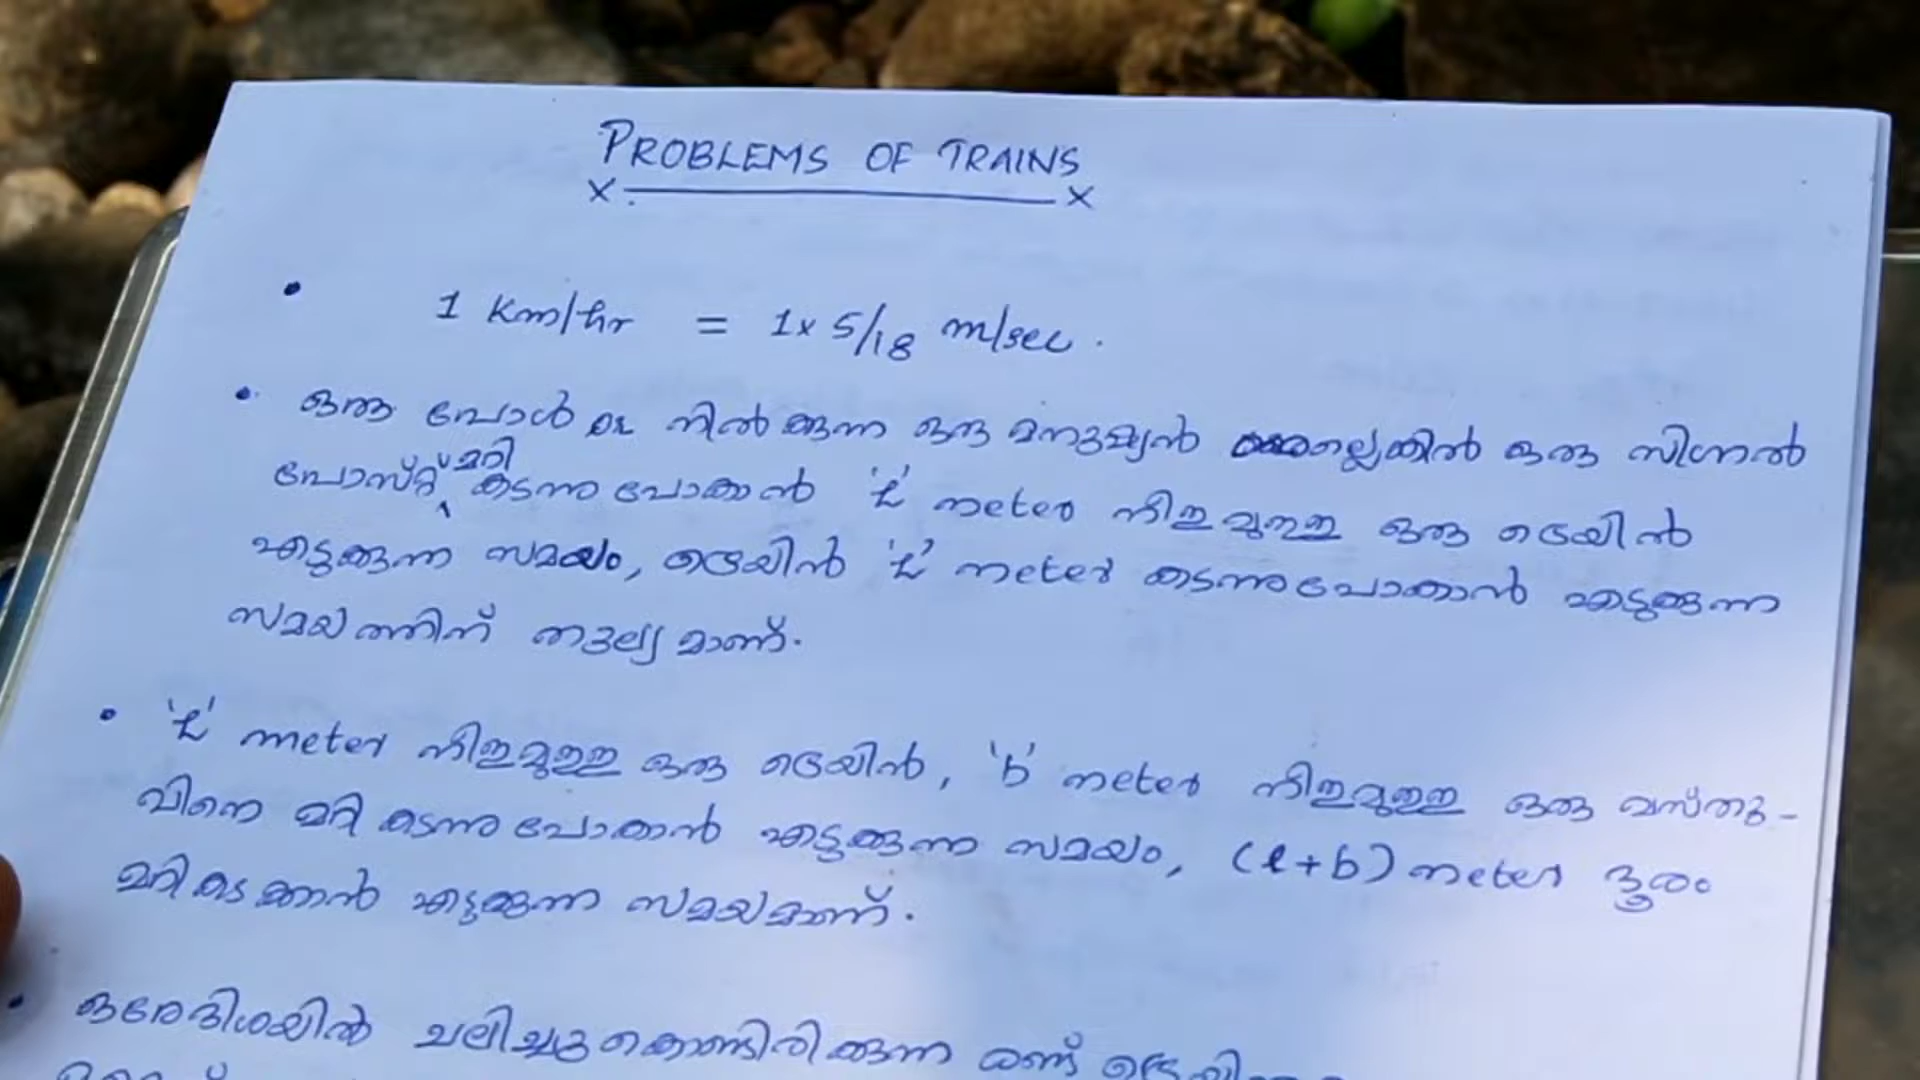 PROBLEMS OF TRAINS
x x
• 1 Km/hr = 1x 5/18 m/sec.
• ഒരു പോൾ or നിൽക്കുന്ന ഒരു മനുഷ്യൻ അല്ലെങ്കിൽ ഒരു സിഗ്നൽ
പോസ്റ്റ് മറി കടന്നുപോകാൻ 'l' meter നീളമുള്ള ഒരു ട്രെയിൻ
എടുക്കുന്ന സമയം, ട്രെയിൻ 'l' meter കടന്നുപോകാൻ എടുക്കുന്ന
സമയത്തിന് തുല്യമാണ്.
• 'l' meter നീളമുള്ള ഒരു ട്രെയിൻ, 'b' meter നീളമുള്ള ഒരു വസ്തു-
വിനെ മറി കടന്നുപോകാൻ എടുക്കുന്ന സമയം, (l+b) meter ദൂരം
മറികടക്കാൻ എടുക്കുന്ന സമയമാണ്.
• ഒരേദിശയിൽ ചലിച്ചുകൊണ്ടിരിക്കുന്ന രണ്ട്